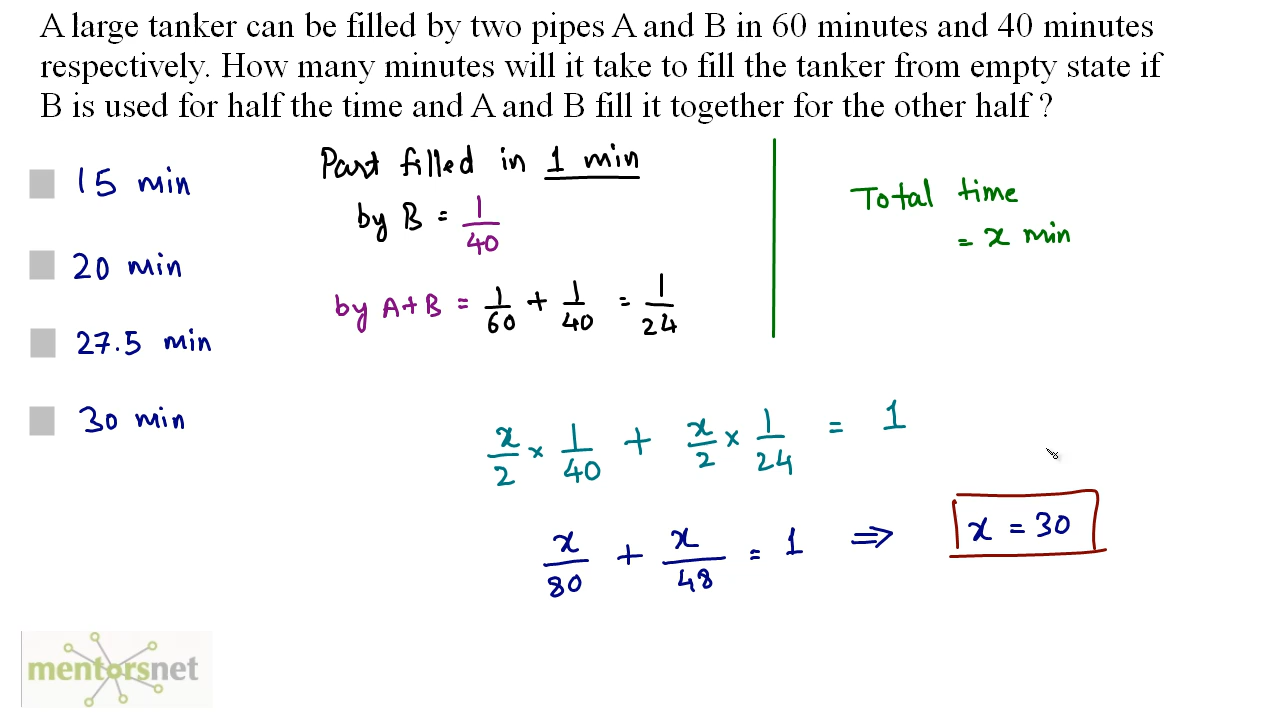 A large tanker can be filled by two pipes A and B in 60 minutes and 40 minutes
respectively. How many minutes will it take to fill the tanker from empty state if
B is used for half the time and A and B fill it together for the other half ?
15 min
20 min
27.5 min
30 min
Part filled in 1 min
by B = 1/40
by A+B = 1/60 + 1/40 = 1/24
Total time
= x min
x/2 × 1/40 + x/2 × 1/24 = 1
x/80 + x/48 = 1 ⇒ x = 30
mentorsnet